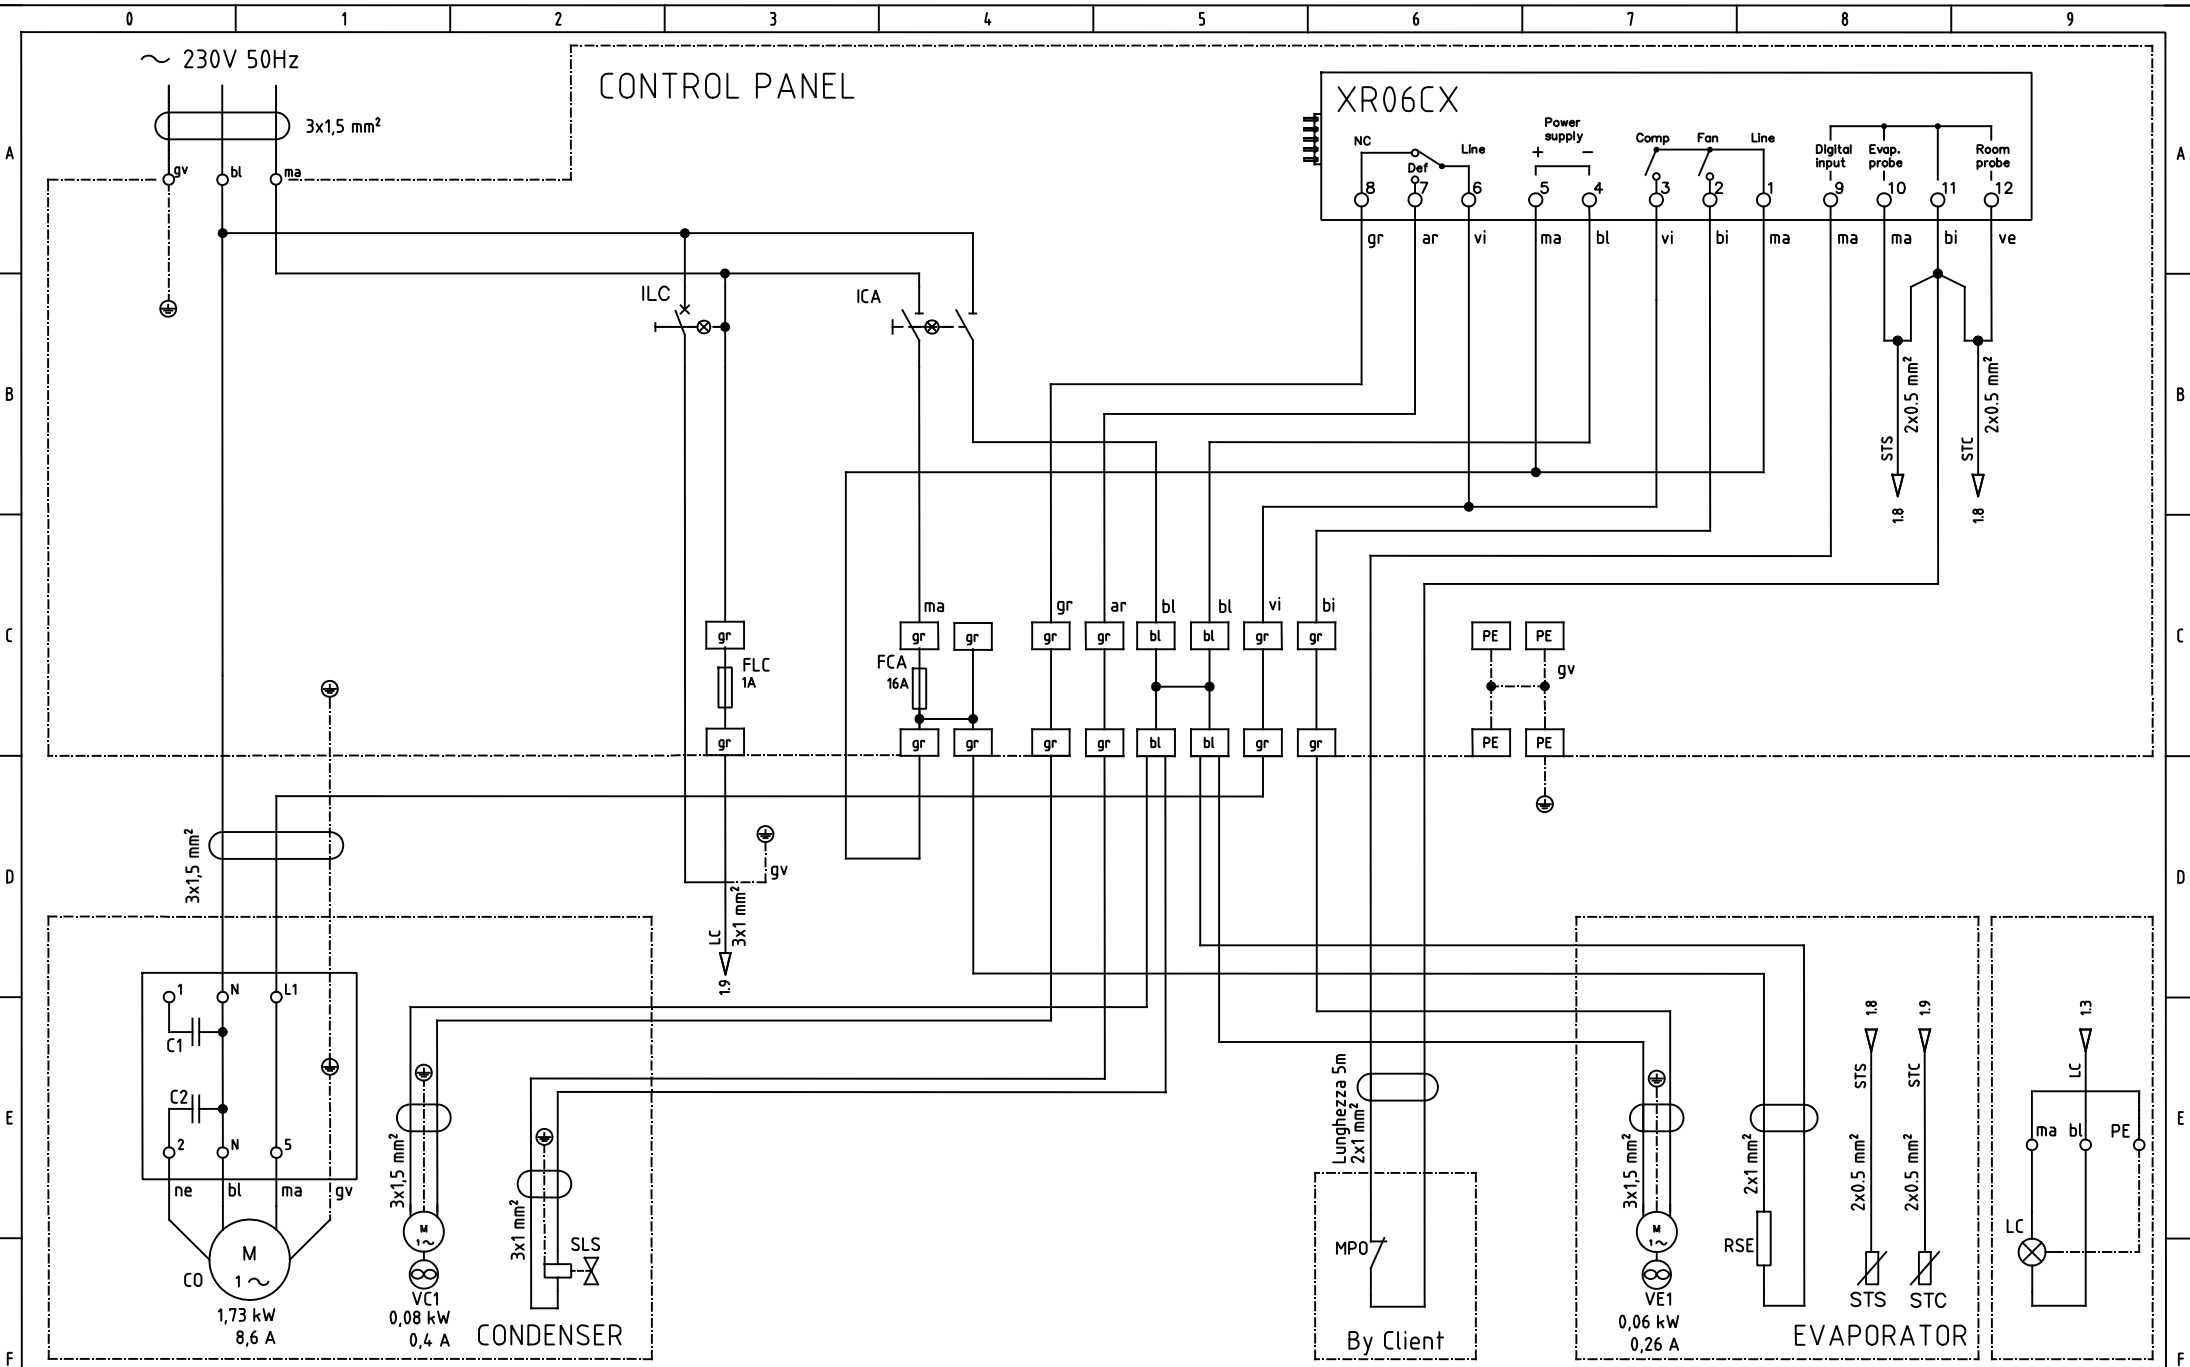 0 1 2 3 4 5 6 7 8 9
~ 230V 50Hz
CONTROL PANEL
XR06CX
3x1,5 mm²
NC
Def
Line
Power
supply
+ −
Comp
Fan
Line
Digital
input
Evap.
probe
Room
probe
A
A
gv bl ma
8 7 6 5 4 3 2 1 9 10 11 12
gr ar vi ma bl vi bi ma ma ma bi ve
ILC
ICA
B
B
STS
2x0.5 mm²
STC
2x0.5 mm²
1.8
1.8
ma gr ar bl bl vi bi
C
C
gr gr gr gr gr bl bl gr gr PE PE
FLC
1A
FCA
16A
gv
gr gr gr gr gr bl bl gr gr PE PE
3x1,5 mm²
gv
D
D
LC
3x1 mm²
1.9
1 N L1
C1
C2
2 N 5
ne bl ma gv
M
1~
CO
1,73 kW
8,6 A
E
E
3x1,5 mm²
M
1~
VC1
0,08 kW
0,4 A
3x1 mm²
SLS
CONDENSER
Lunghezza 5m
2x1 mm²
MPO
By Client
3x1,5 mm²
M
1~
VE1
0,06 kW
0,26 A
2x1 mm²
RSE
1.8
STS
2x0.5 mm²
STS
1.9
STC
2x0.5 mm²
STC
EVAPORATOR
1.3
LC
ma bl PE
LC
F
F